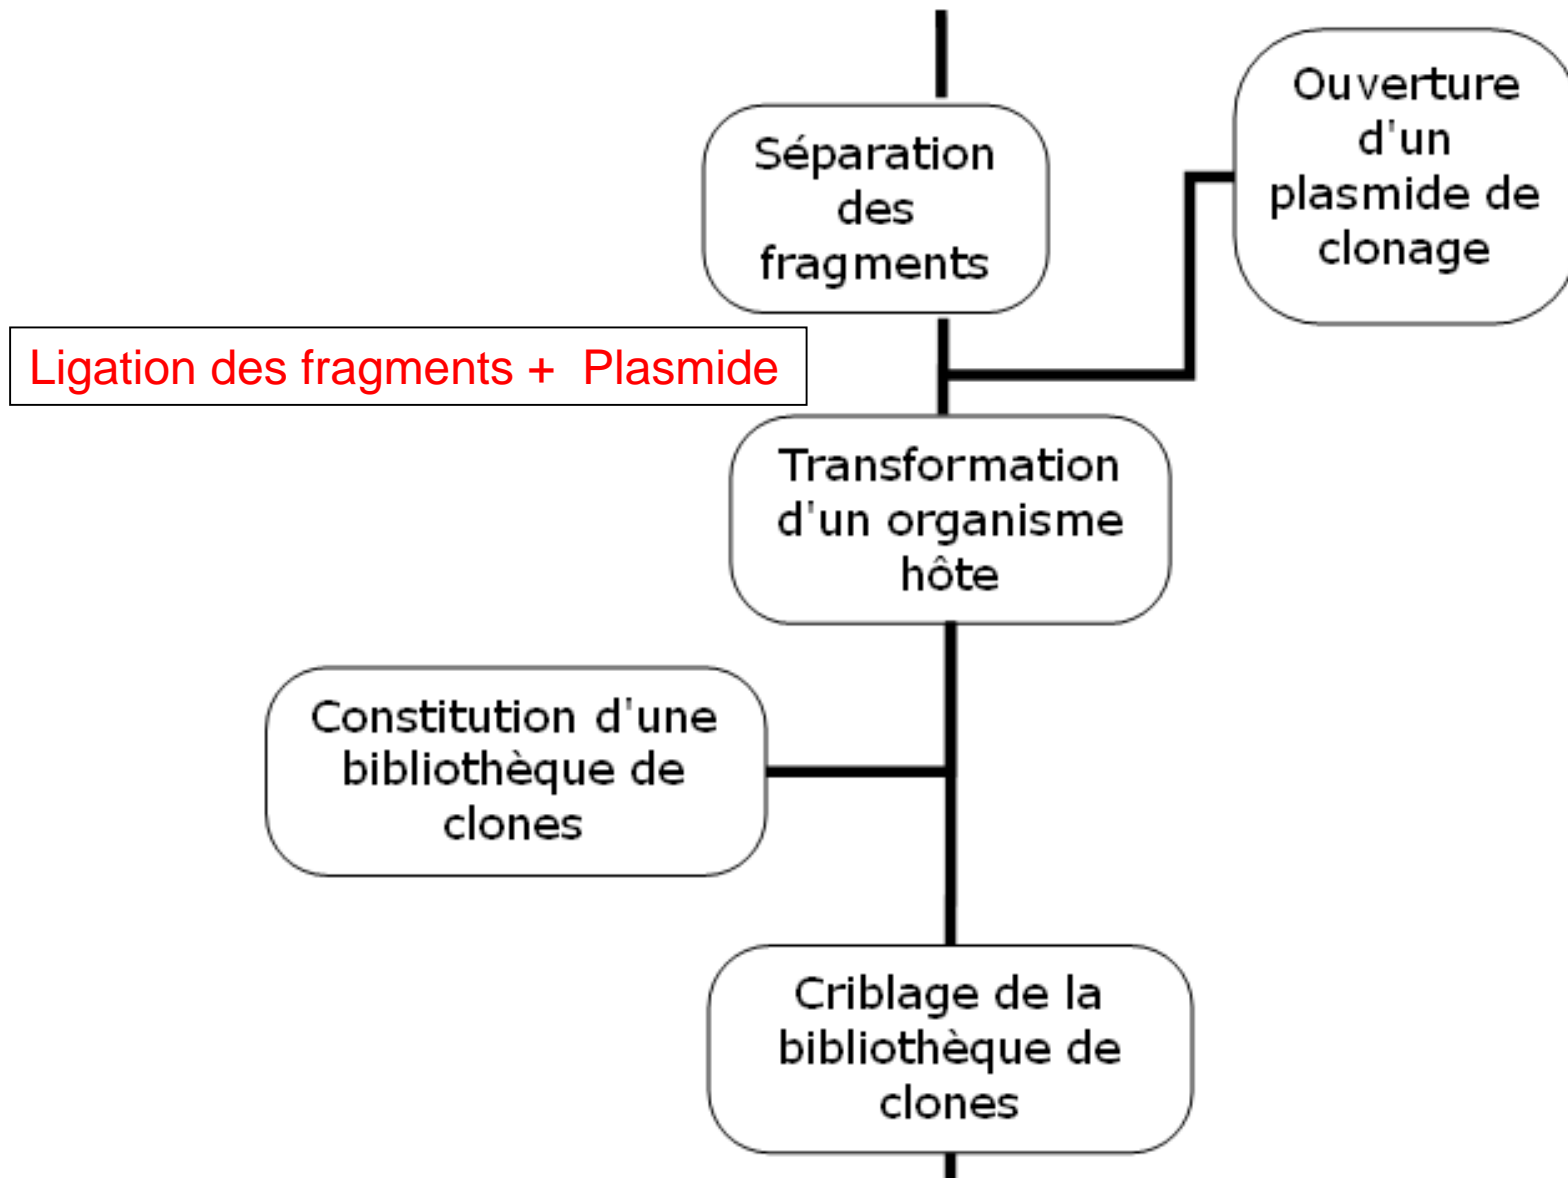 Séparation
des
fragments
Ouverture
d'un
plasmide de
clonage
Ligation des fragments + Plasmide
Transformation
d'un organisme
hôte
Constitution d'une
bibliothèque de
clones
Criblage de la
bibliothèque de
clones